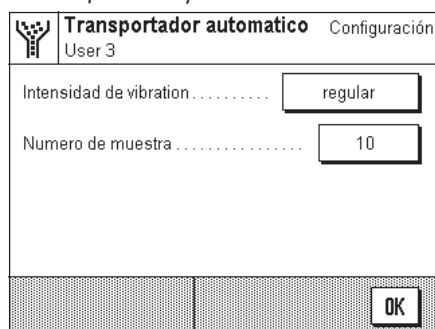 Transportador automatico Configuración
User 3
Intensidad de vibration.......... regular
Numero de muestra................ 10
OK